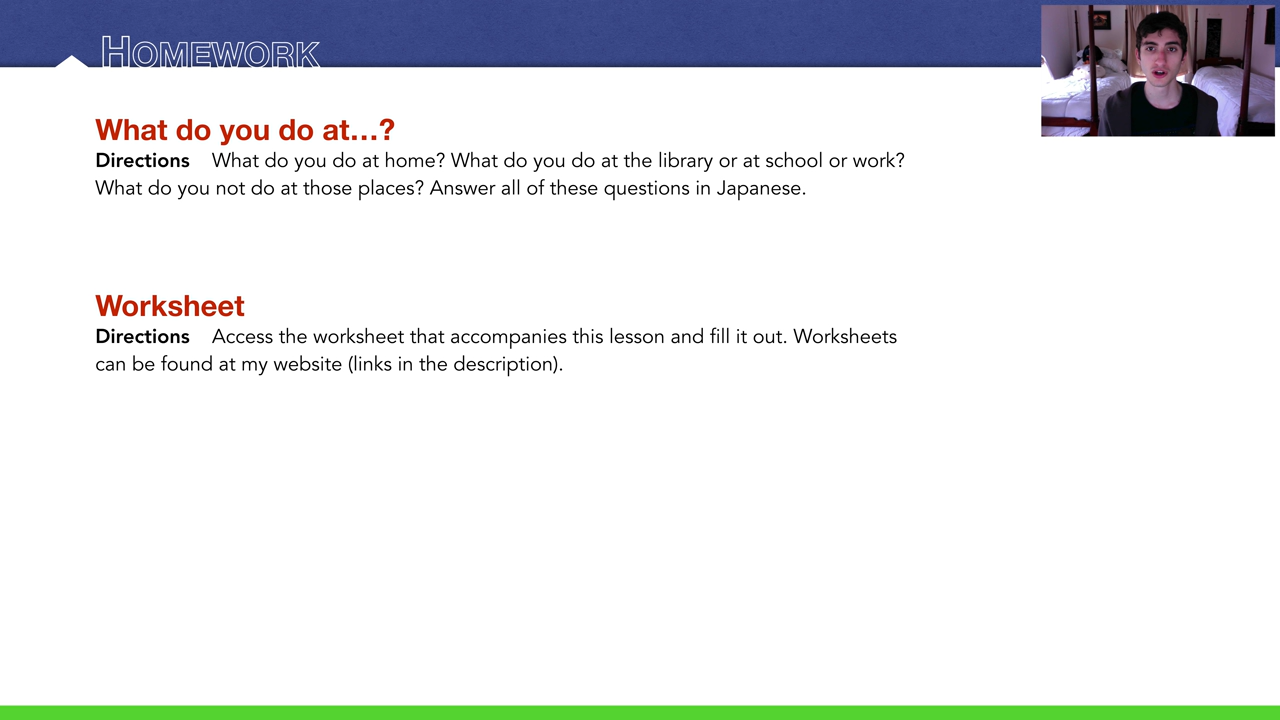 HOMEWORK
What do you do at...?
Directions What do you do at home? What do you do at the library or at school or work?
What do you not do at those places? Answer all of these questions in Japanese.
Worksheet
Directions Access the worksheet that accompanies this lesson and fill it out. Worksheets
can be found at my website (links in the description).